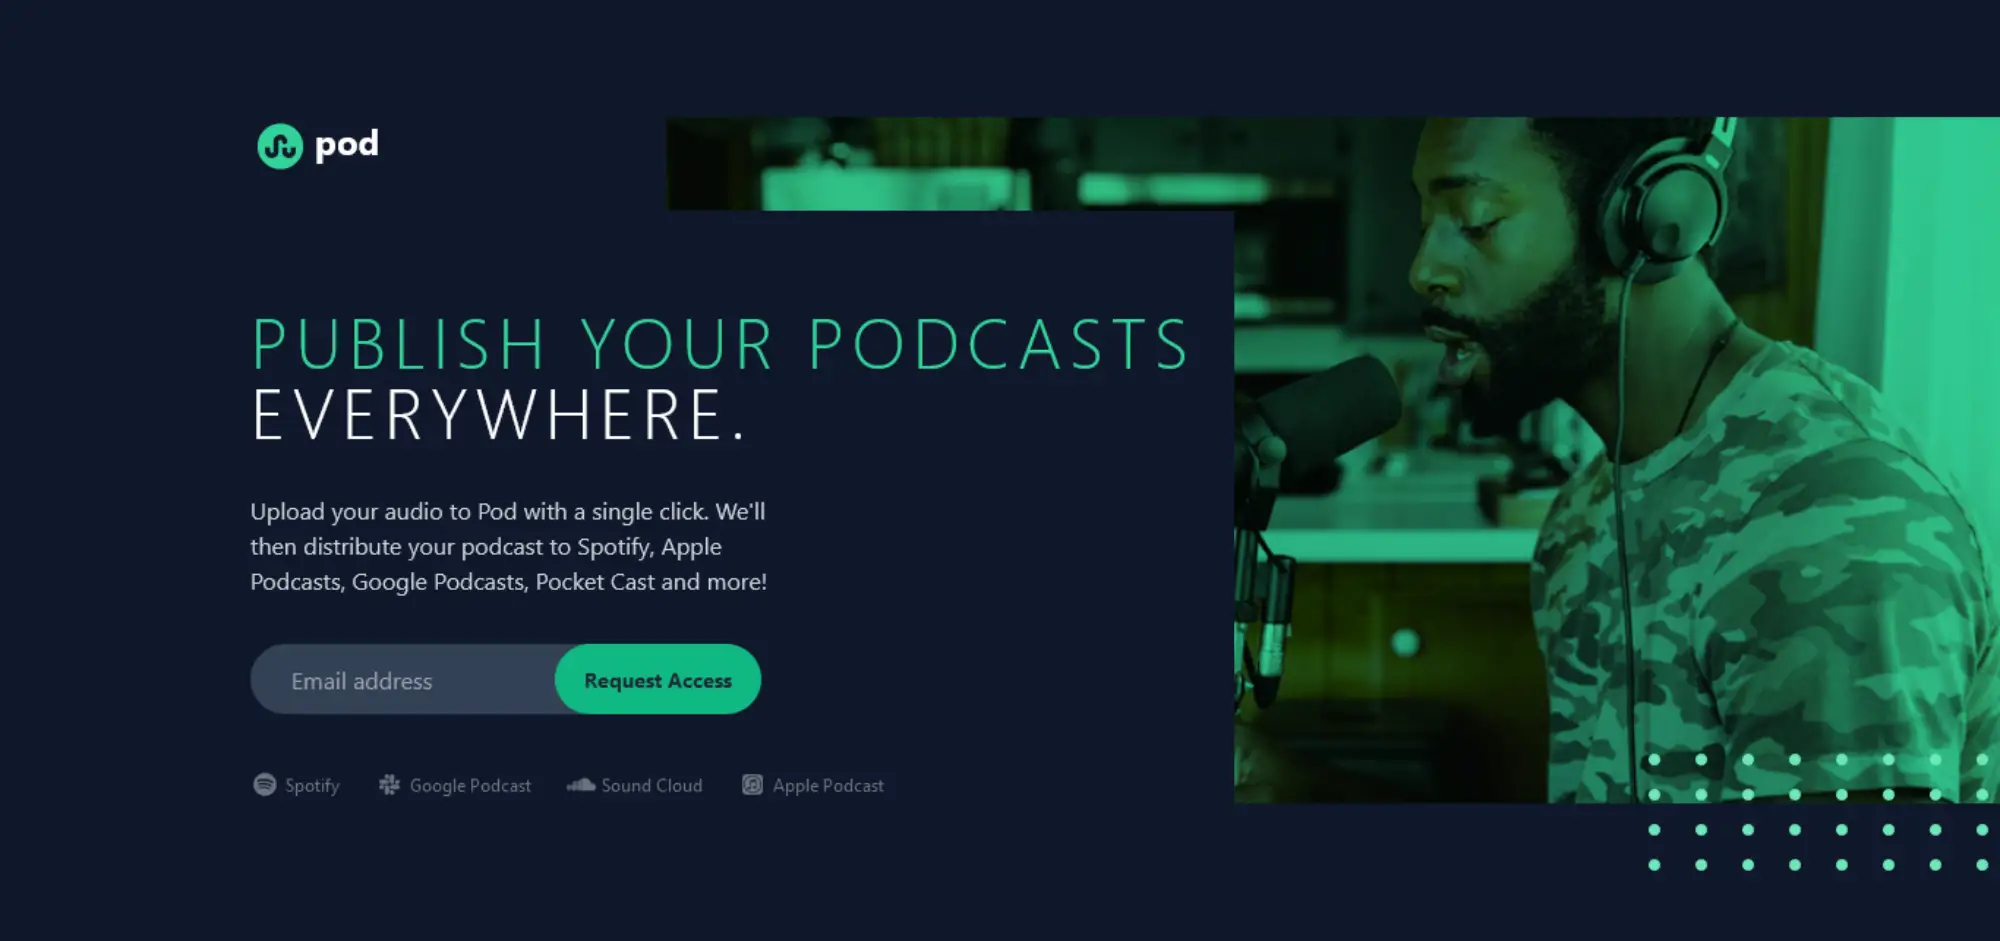 pod
PUBLISH YOUR PODCASTS
EVERYWHERE.
Upload your audio to Pod with a single click. We'll
then distribute your podcast to Spotify, Apple
Podcasts, Google Podcasts, Pocket Cast and more!
Email address
Request Access
Spotify
Google Podcast
Sound Cloud
Apple Podcast